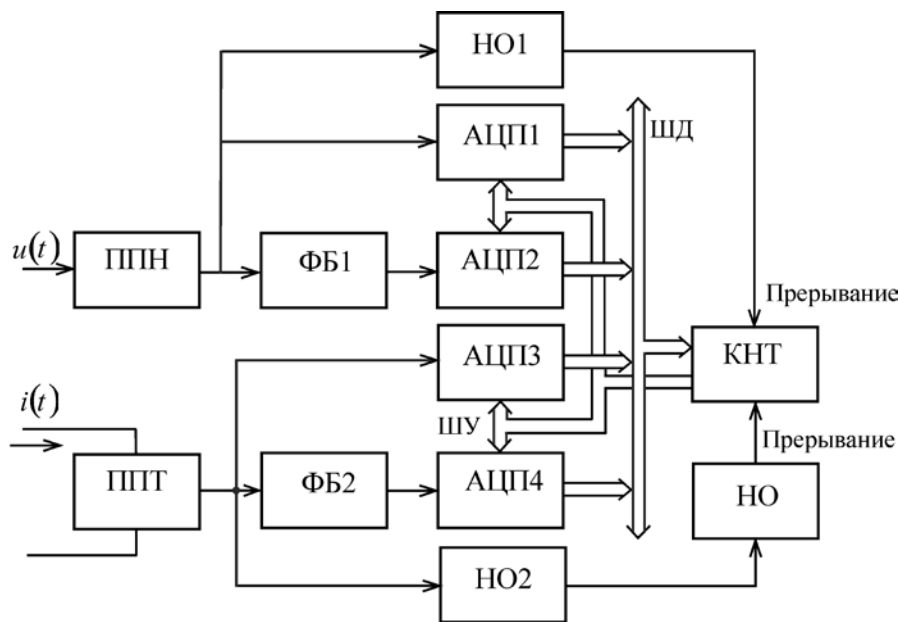 НО1
АЦП1
ШД
u(t)
ППН
ФБ1
АЦП2
Прерывание
АЦП3
КНТ
i(t)
ШУ
Прерывание
ППТ
ФБ2
АЦП4
НО
НО2